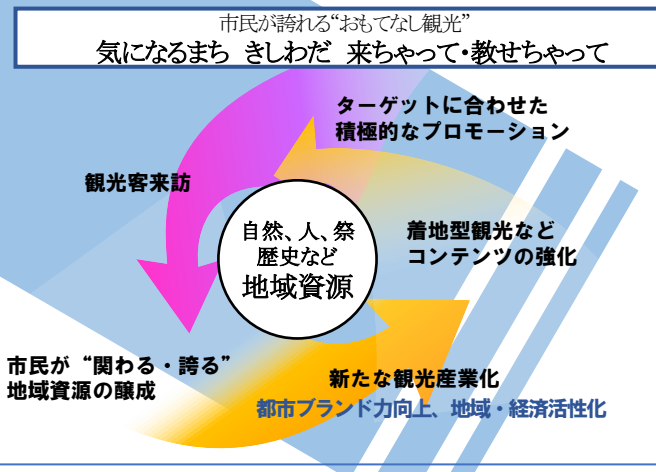 市民が誇れる“おもてなし観光”
気になるまち きしわだ 来ちゃって・教せちゃって
ターゲットに合わせた
積極的なプロモーション
観光客来訪
自然、人、祭
歴史など
地域資源
着地型観光など
コンテンツの強化
市民が“関わる・誇る”
地域資源の醸成
新たな観光産業化
都市ブランド力向上、地域・経済活性化